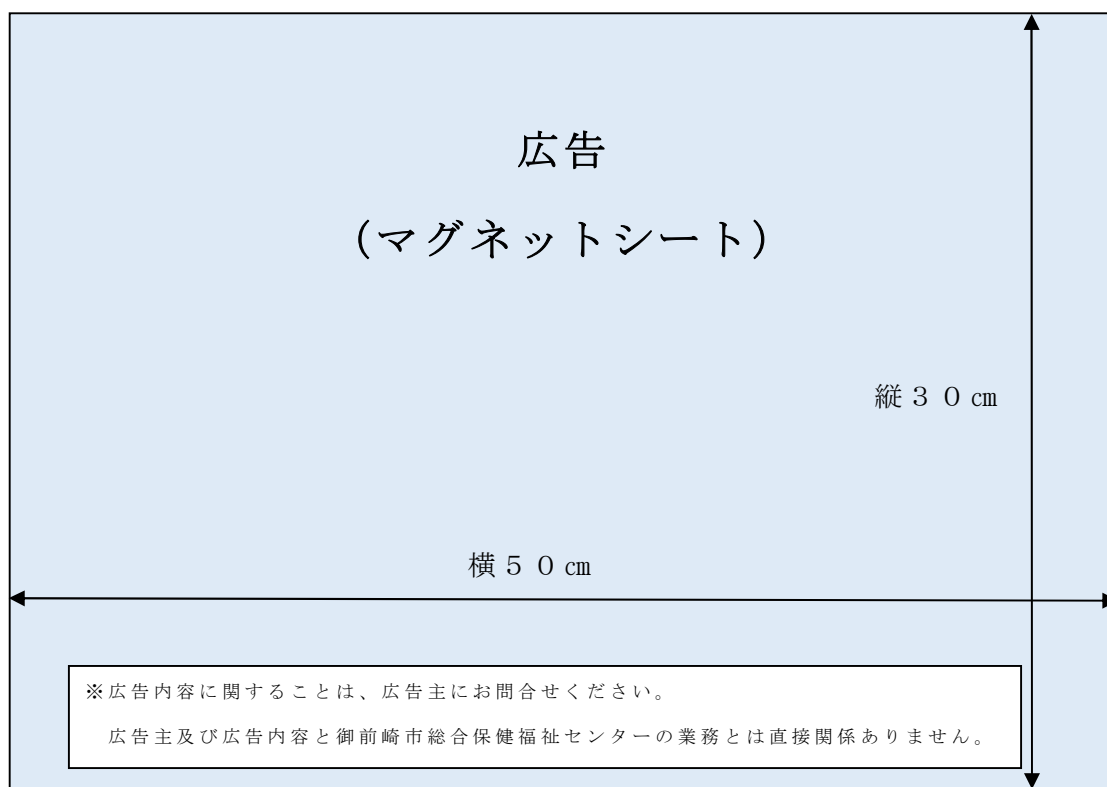 広告
(マグネットシート)
縦３０㎝
横５０㎝
※広告内容に関することは、広告主にお問合せください。
広告主及び広告内容と御前崎市総合保健福祉センターの業務とは直接関係ありません。